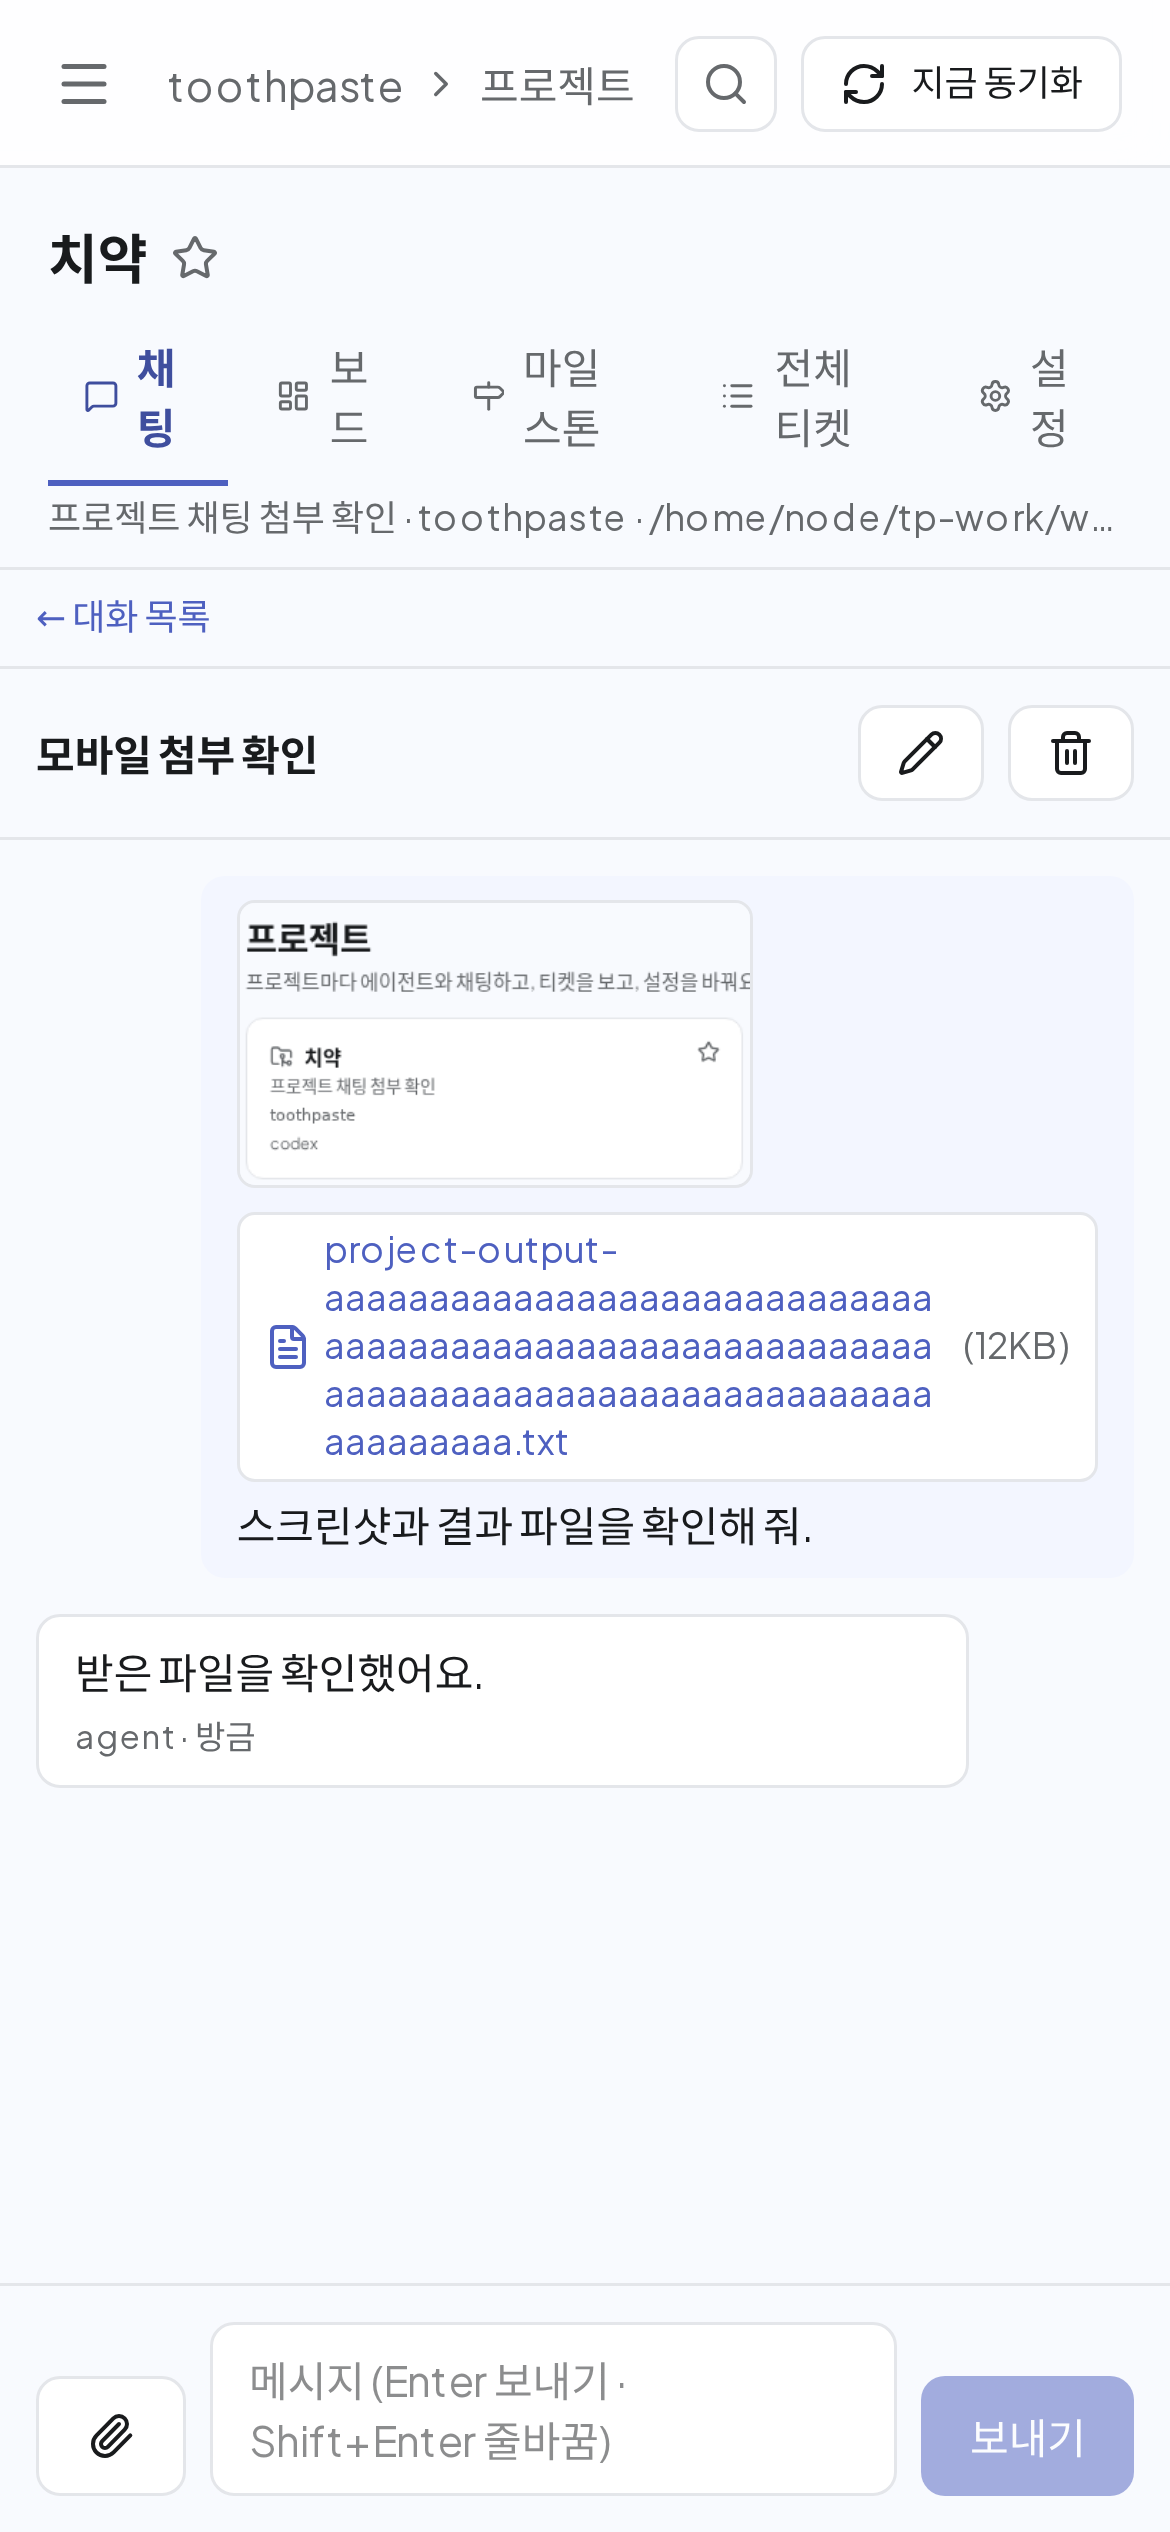 toothpaste > 프로젝트
지금 동기화
치약
채팅
보드
마일스톤
전체 티켓
설정
프로젝트 채팅 첨부 확인 · toothpaste · /home/node/tp-work/w...
← 대화 목록
모바일 첨부 확인
프로젝트
프로젝트마다 에이전트와 채팅하고, 티켓을 보고, 설정을 바꿔요
치약
프로젝트 채팅 첨부 확인
toothpaste
codex
project-output-
aaaaaaaaaaaaaaaaaaaaaaaaaaaaa
aaaaaaaaaaaaaaaaaaaaaaaaaaaaa
aaaaaaaaaaaaaaaaaaaaaaaaaaaaa
aaaaaaaaa.txt
(12KB)
스크린샷과 결과 파일을 확인해 줘.
받은 파일을 확인했어요.
agent · 방금
메시지 (Enter 보내기 ·
Shift+Enter 줄바꿈)
보내기